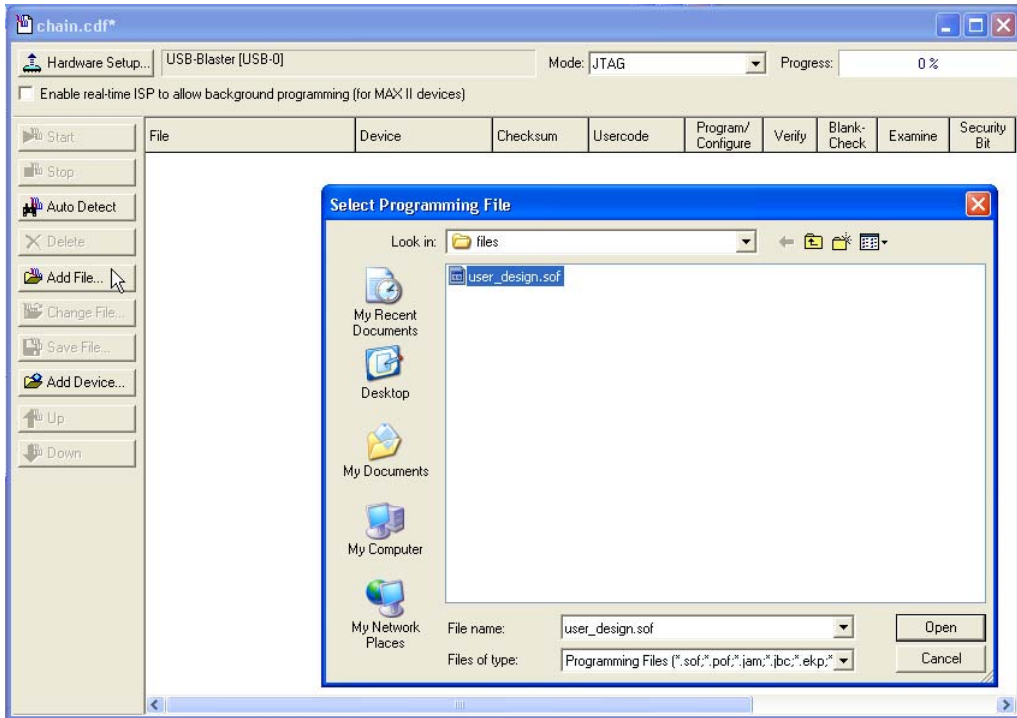 chain.cdf*
Hardware Setup... USB-Blaster [USB-0] Mode: JTAG Progress: 0 %
Enable real-time ISP to allow background programming (for MAX II devices)
File Device Checksum Usercode Program/ Configure Verify Blank- Check Examine Security Bit
Start
Stop
Auto Detect
Delete
Add File...
Change File...
Save File...
Add Device...
Up
Down
Select Programming File
Look in: files
user_design.sof
My Recent
Documents
Desktop
My Documents
My Computer
My Network
Places
File name: user_design.sof Open
Files of type: Programming Files (*.sof;*.pof;*.jam;*.jbc;*.ekp;* Cancel